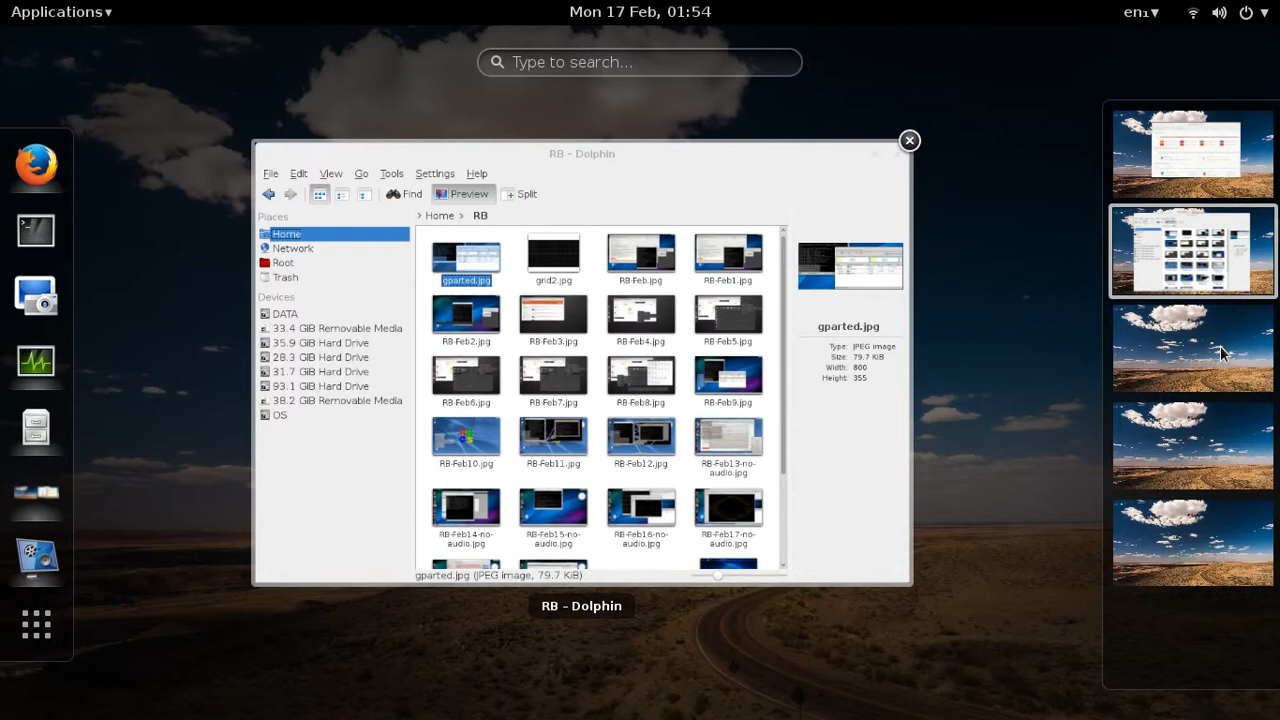 Applications▾ Mon 17 Feb, 01:54 en₁▾
Type to search...
RB – Dolphin
File Edit View Go Tools Settings Help
Find Preview Split
Places
Home
Network
Root
Trash
Devices
DATA
33.4 GiB Removable Media
35.9 GiB Hard Drive
28.3 GiB Hard Drive
31.7 GiB Hard Drive
93.1 GiB Hard Drive
38.2 GiB Removable Media
OS
Home RB
gparted.jpg grid2.jpg RB-Feb.jpg RB-Feb1.jpg
RB-Feb2.jpg RB-Feb3.jpg RB-Feb4.jpg RB-Feb5.jpg
RB-Feb6.jpg RB-Feb7.jpg RB-Feb8.jpg RB-Feb9.jpg
RB-Feb10.jpg RB-Feb11.jpg RB-Feb12.jpg RB-Feb13-no-audio.jpg
RB-Feb14-no-audio.jpg RB-Feb15-no-audio.jpg RB-Feb16-no-audio.jpg RB-Feb17-no-audio.jpg
gparted.jpg
Type: JPEG image
Size: 79.7 KiB
Width: 800
Height: 355
gparted.jpg (JPEG image, 79.7 KiB)
RB – Dolphin